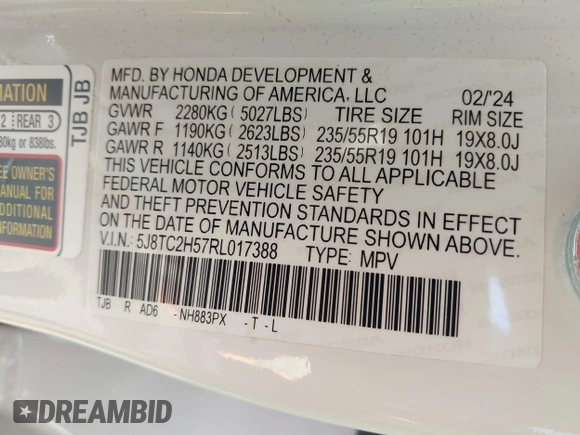 MFD. BY HONDA DEVELOPMENT &
MANUFACTURING OF AMERICA, LLC 02/'24
GVWR 2280KG ( 5027LBS) TIRE SIZE RIM SIZE
GAWR F 1190KG ( 2623LBS) 235/55R19 101H 19X8.0J
GAWR R 1140KG ( 2513LBS) 235/55R19 101H 19X8.0J
THIS VEHICLE CONFORMS TO ALL APPLICABLE
FEDERAL MOTOR VEHICLE SAFETY
AND THEFT PREVENTION STANDARDS IN EFFECT
ON THE DATE OF MANUFACTURE SHOWN ABOVE.
V.I.N.: 5J8TC2H57RL017388 TYPE: MPV
TJB R AD6 -NH883PX -T-L
MATION
2 REAR 3
80kg or 838lbs.
EE OWNER'S
ANUAL FOR
ADDITIONAL
INFORMATION
TJB JB
DREAMBID